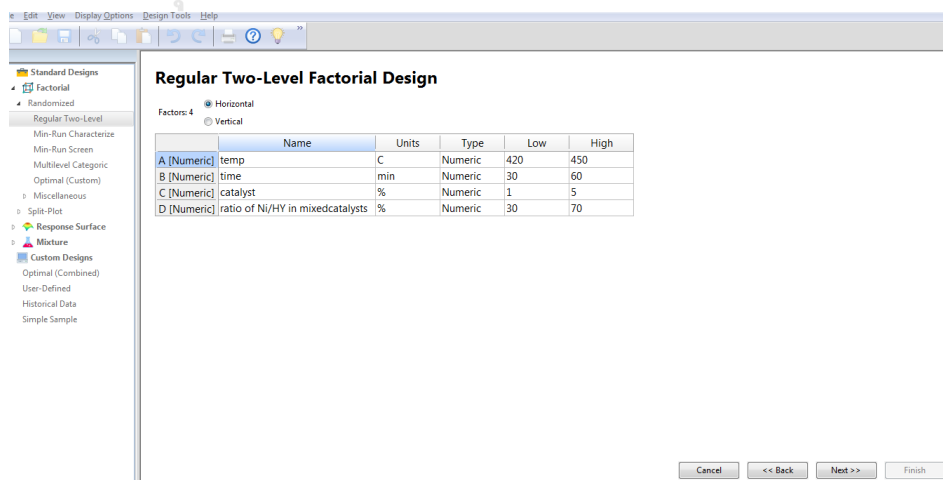 e Edit View Display Options Design Tools Help
»
Standard Designs
Factorial
Randomized
Regular Two-Level
Min-Run Characterize
Min-Run Screen
Multilevel Categoric
Optimal (Custom)
Miscellaneous
Split-Plot
Response Surface
Mixture
Custom Designs
Optimal (Combined)
User-Defined
Historical Data
Simple Sample
Regular Two-Level Factorial Design
Factors: 4
Horizontal
Vertical
Name Units Type Low High
A [Numeric] temp C Numeric 420 450
B [Numeric] time min Numeric 30 60
C [Numeric] catalyst % Numeric 1 5
D [Numeric] ratio of Ni/HY in mixedcatalysts % Numeric 30 70
Cancel << Back Next >> Finish